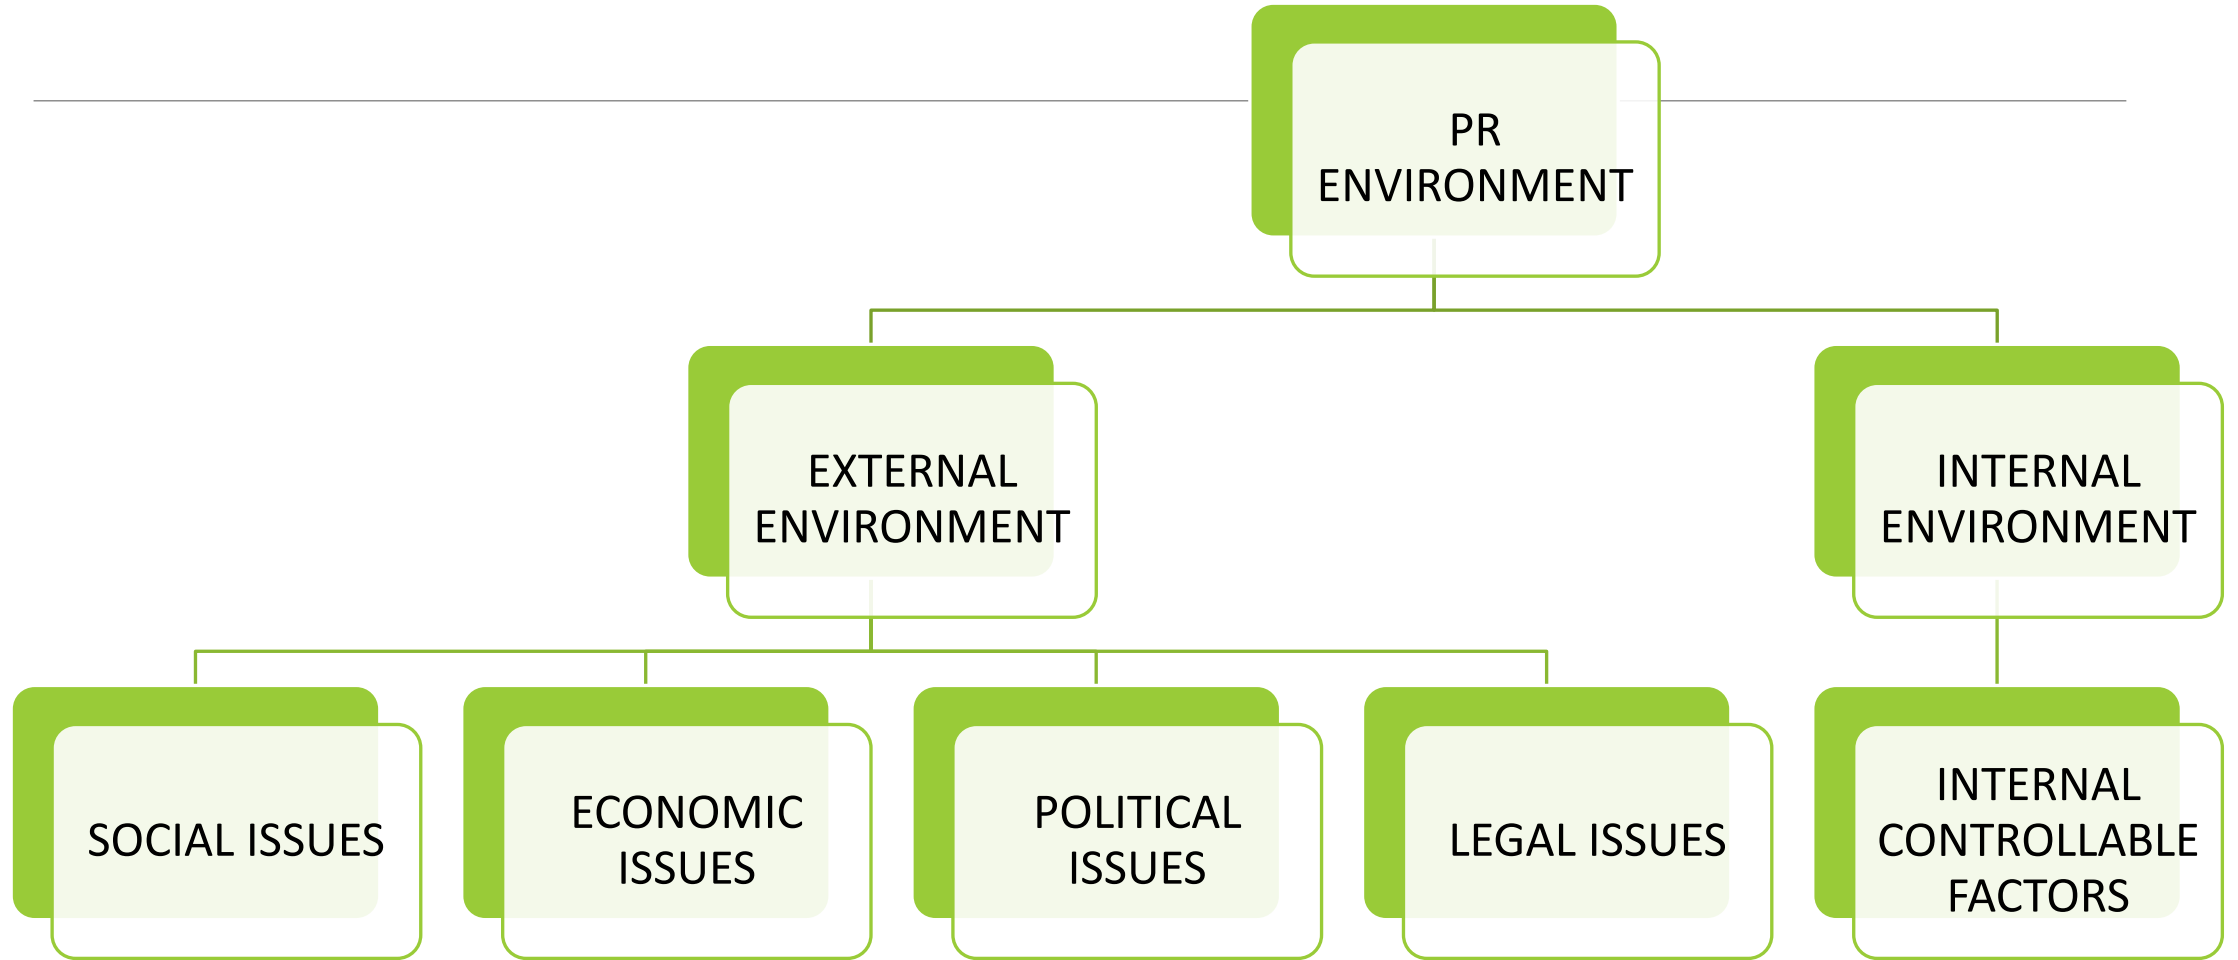 PR
ENVIRONMENT
EXTERNAL
ENVIRONMENT
INTERNAL
ENVIRONMENT
SOCIAL ISSUES
ECONOMIC
ISSUES
POLITICAL
ISSUES
LEGAL ISSUES
INTERNAL
CONTROLLABLE
FACTORS